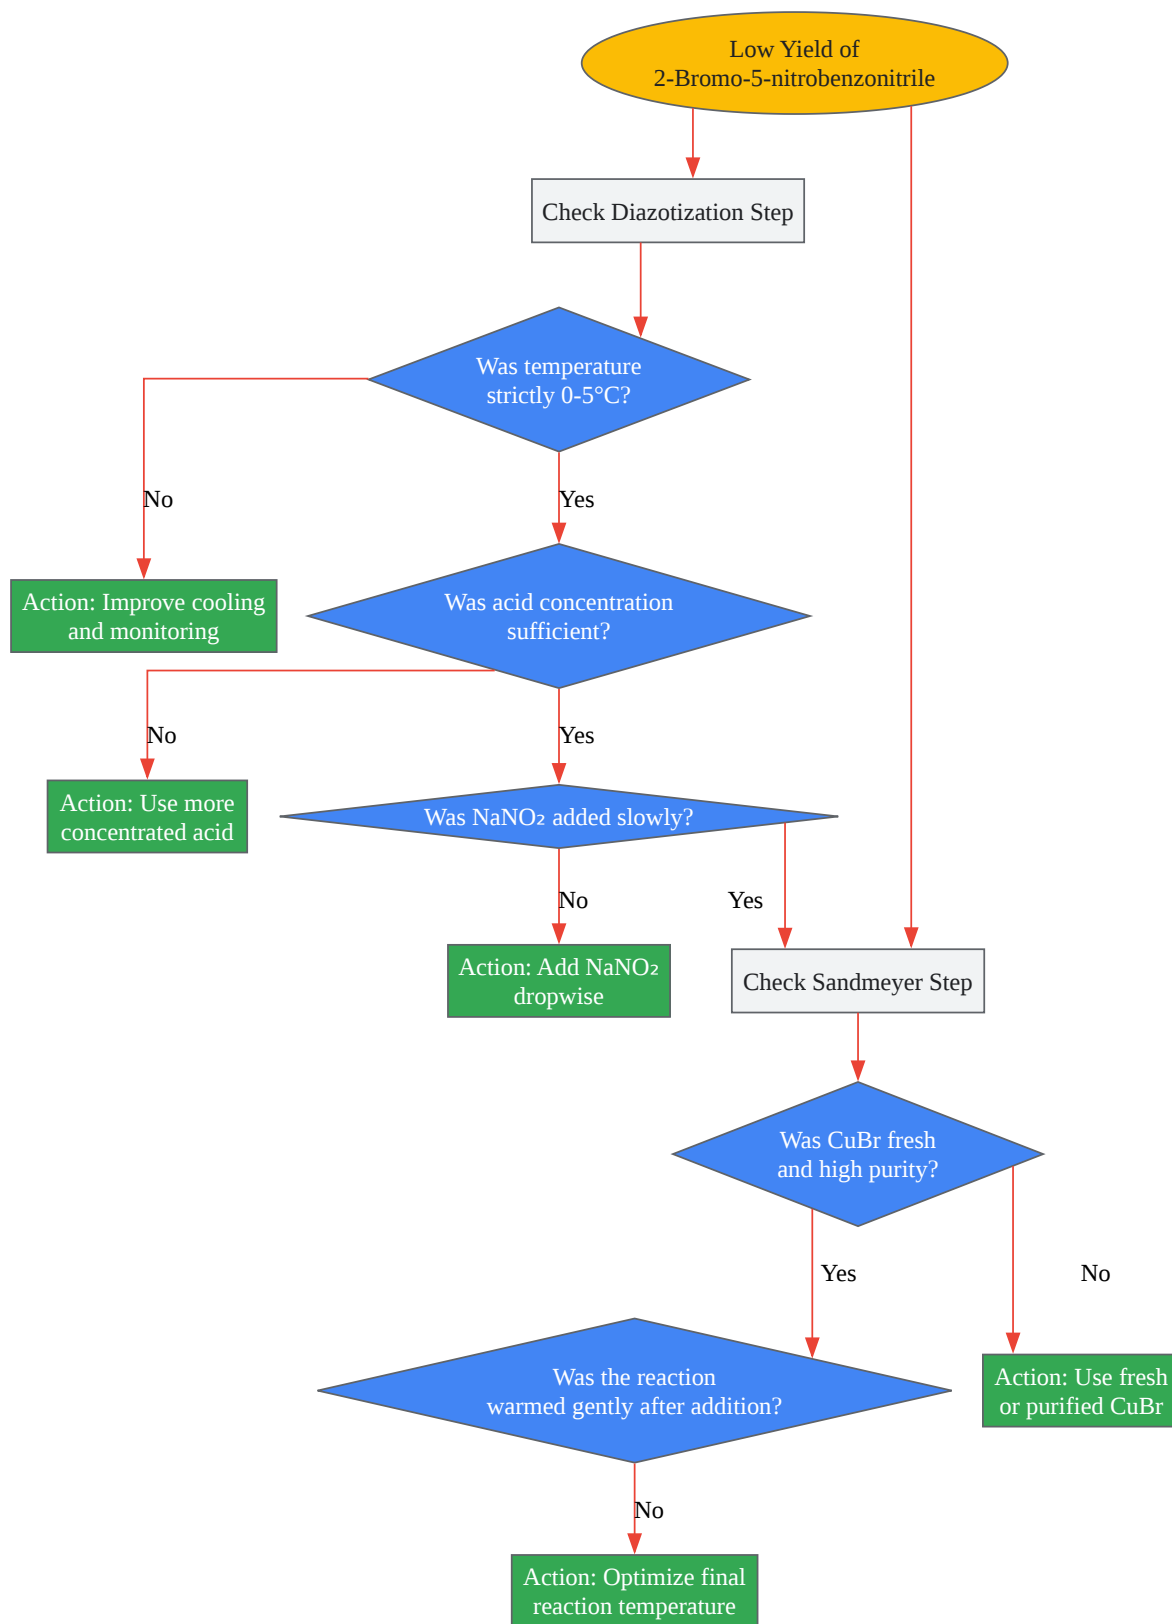 Low Yield of
2-Bromo-5-nitrobenzonitrile
Check Diazotization Step
Was temperature
strictly 0-5°C?
No
Yes
Action: Improve cooling
and monitoring
Was acid concentration
sufficient?
No
Yes
Action: Use more
concentrated acid
Was NaNO₂ added slowly?
No
Yes
Action: Add NaNO₂
dropwise
Check Sandmeyer Step
Was CuBr fresh
and high purity?
Yes
No
Was the reaction
warmed gently after addition?
Action: Use fresh
or purified CuBr
No
Action: Optimize final
reaction temperature